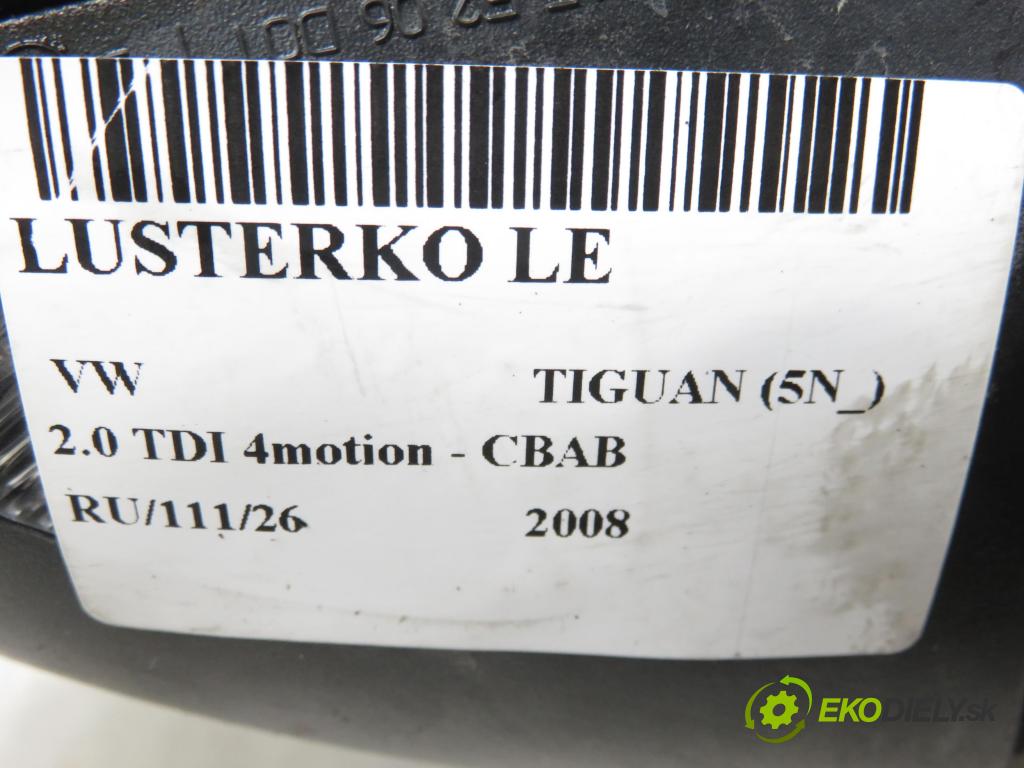 LUSTERKO LE
VW TIGUAN (5N_)
2.0 TDI 4motion - CBAB
RU/111/26 2008
EKODIELY.sk